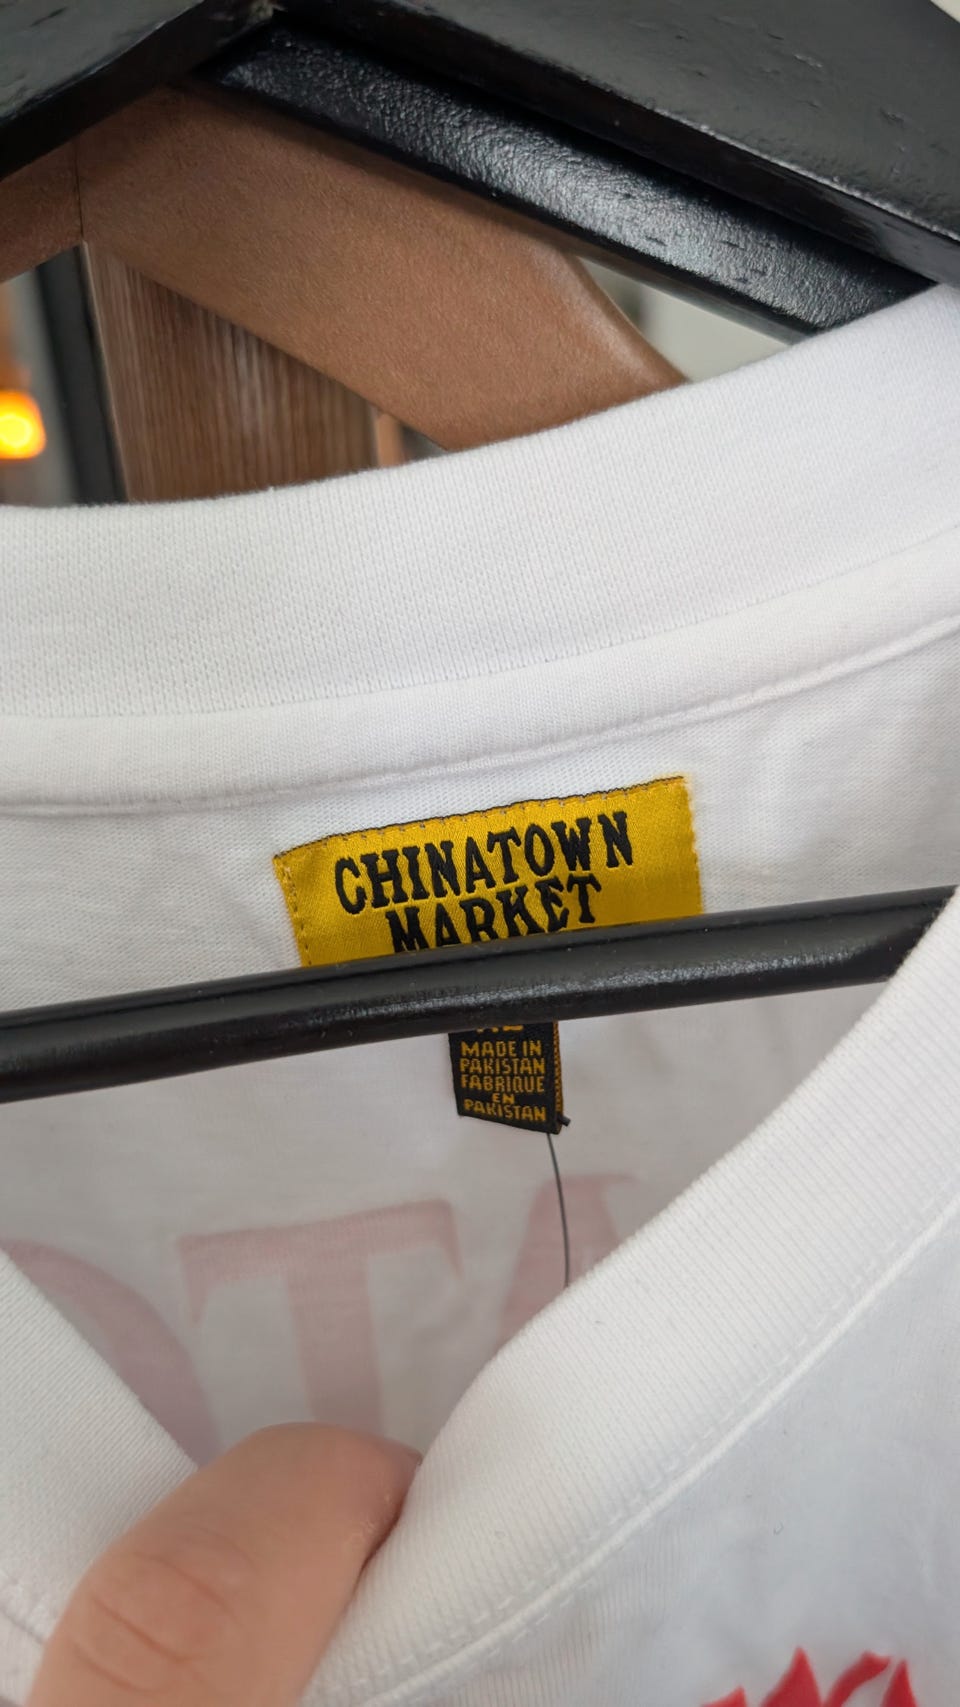 CHINATOWN
MARKET
MADE IN
PAKISTAN
FABRIQUE
EN
PAKISTAN